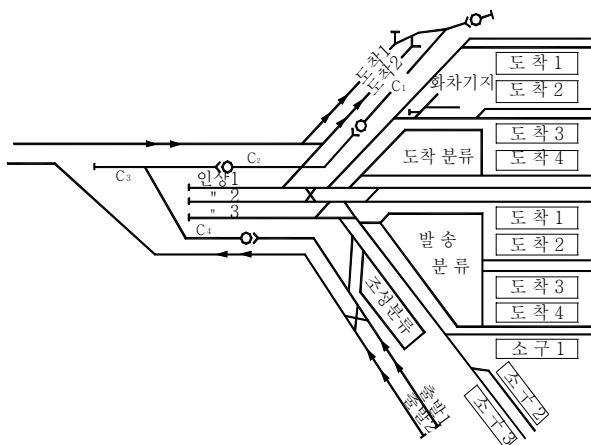 도착1
도착2
C1
화차기지
도 착 1
도 착 2
도착 분류
도 착 3
도 착 4
C2
C3
인상1
" 2
" 3
C4
발 송
분 류
도 착 1
도 착 2
도 착 3
도 착 4
조성분류
소 구 1
소 구 2
소 구 3
출발1
출발2